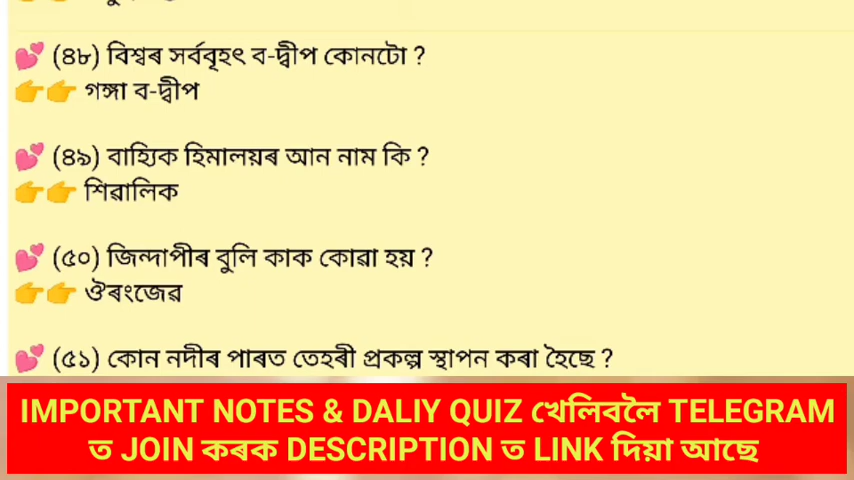 💕 (৪৮) বিশ্বৰ সৰ্ববৃহৎ ব-দ্বীপ কোনটো ?
👉👉 গঙ্গা ব-দ্বীপ
💕 (৪৯) বাহ্যিক হিমালয়ৰ আন নাম কি ?
👉👉 শিৱালিক
💕 (৫০) জিন্দাপীৰ বুলি কাক কোৱা হয় ?
👉👉 ঔৰংজেৱ
💕 (৫১) কোন নদীৰ পাৰত তেহৰী প্ৰকল্প স্থাপন কৰা হৈছে ?
IMPORTANT NOTES & DALIY QUIZ খেলিবলৈ TELEGRAM
ত JOIN কৰক DESCRIPTION ত LINK দিয়া আছে